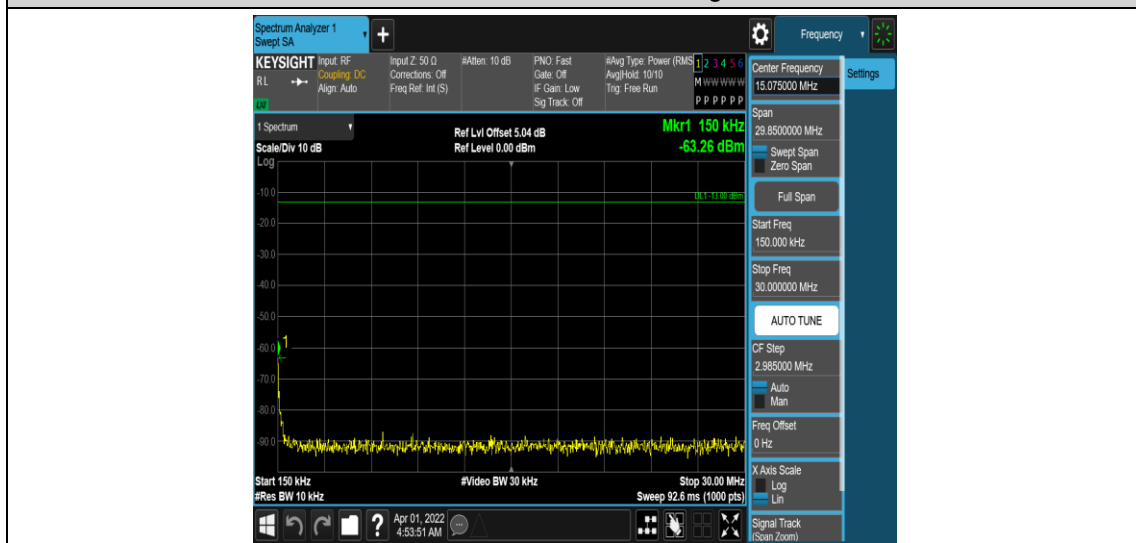 Spectrum Analyzer 1
Swept SA
+
Frequency
KEYSIGHT
RL
LXI
Input: RF
Coupling: DC
Align: Auto
Input Z: 50 Ω
Corrections: Off
Freq Ref: Int (S)
#Atten: 10 dB
PNO: Fast
Gate: Off
IF Gain: Low
Sig Track: Off
#Avg Type: Power (RMS
Avg|Hold: 10/10
Trig: Free Run
1 2 3 4 5 6
M W W W W W
P P P P P P
1 Spectrum
Scale/Div 10 dB
Log
Ref Lvl Offset 5.04 dB
Ref Level 0.00 dBm
Mkr1 150 kHz
-63.26 dBm
DL1 -13.00 dBm
-10.0
-20.0
-30.0
-40.0
-50.0
-60.0
-70.0
-80.0
-90.0
1
Start 150 kHz
#Res BW 10 kHz
#Video BW 30 kHz
Stop 30.00 MHz
Sweep 92.6 ms (1000 pts)
Apr 01, 2022
4:53:51 AM
?
Center Frequency
15.075000 MHz
Settings
Span
29.8500000 MHz
Swept Span
Zero Span
Full Span
Start Freq
150.000 kHz
Stop Freq
30.000000 MHz
AUTO TUNE
CF Step
2.985000 MHz
Auto
Man
Freq Offset
0 Hz
X Axis Scale
Log
Lin
Signal Track
(Span Zoom)